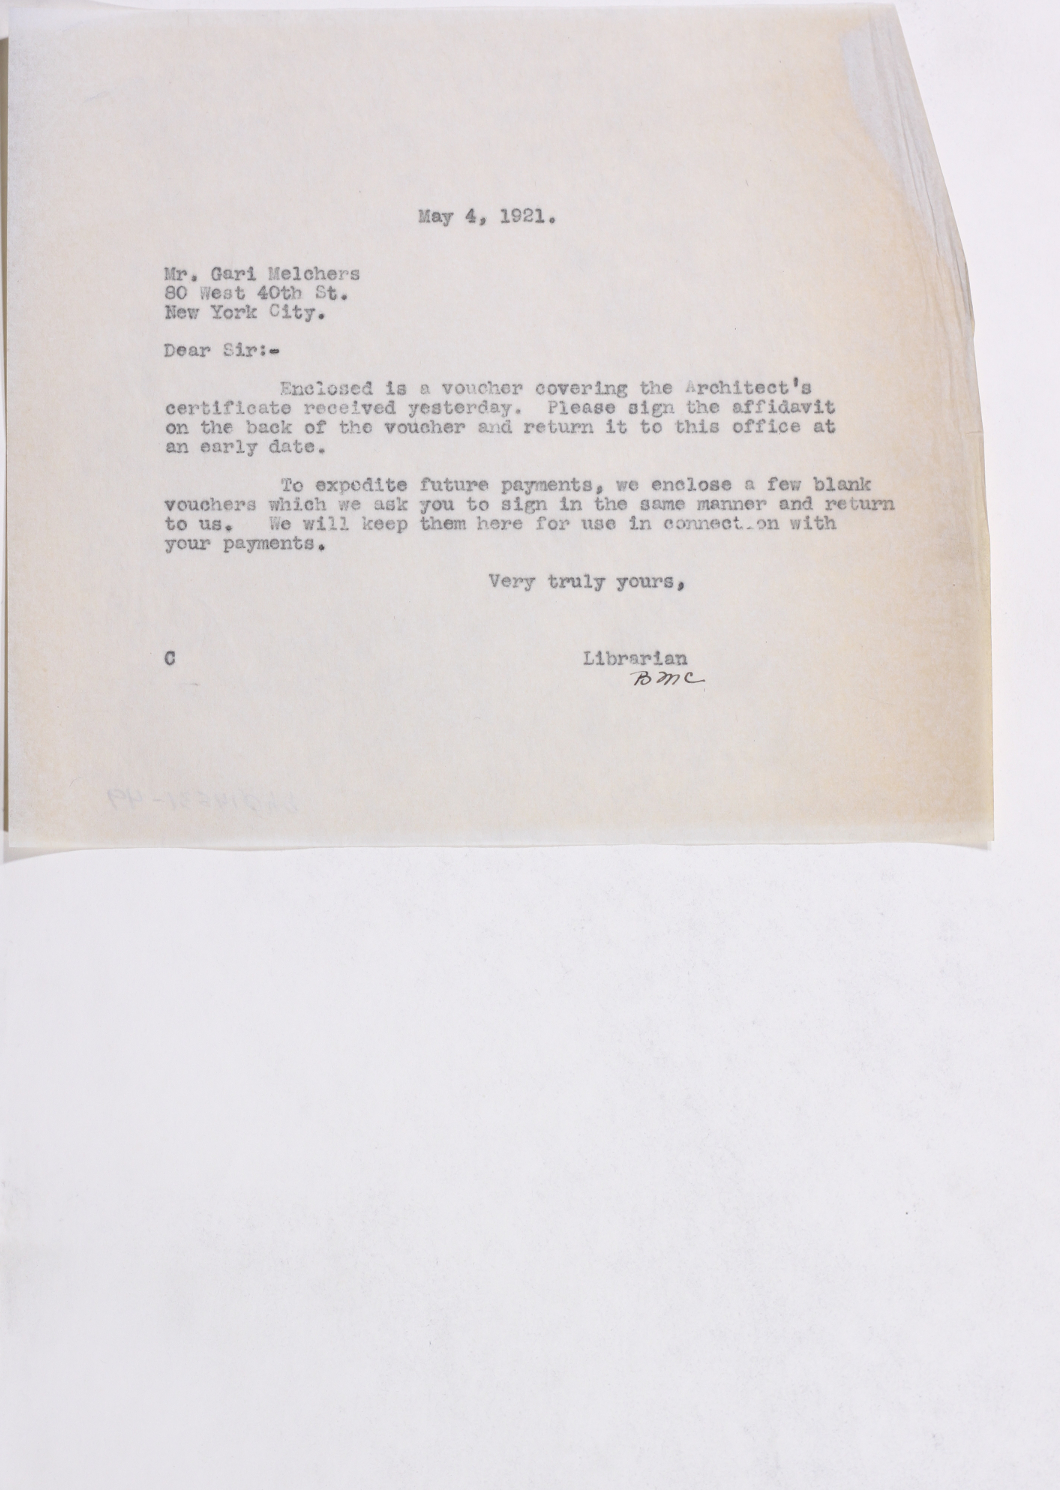 May 4, 1921.
Mr. Gari Melchers
80 West 40th St.
New York City.
Dear Sir:-
Enclosed is a voucher covering the Architect's
certificate received yesterday. Please sign the affidavit
on the back of the voucher and return it to this office at
an early date.
To expedite future payments, we enclose a few blank
vouchers which we ask you to sign in the same manner and return
to us. We will keep them here for use in connection with
your payments.
Very truly yours,
C Librarian
BMC